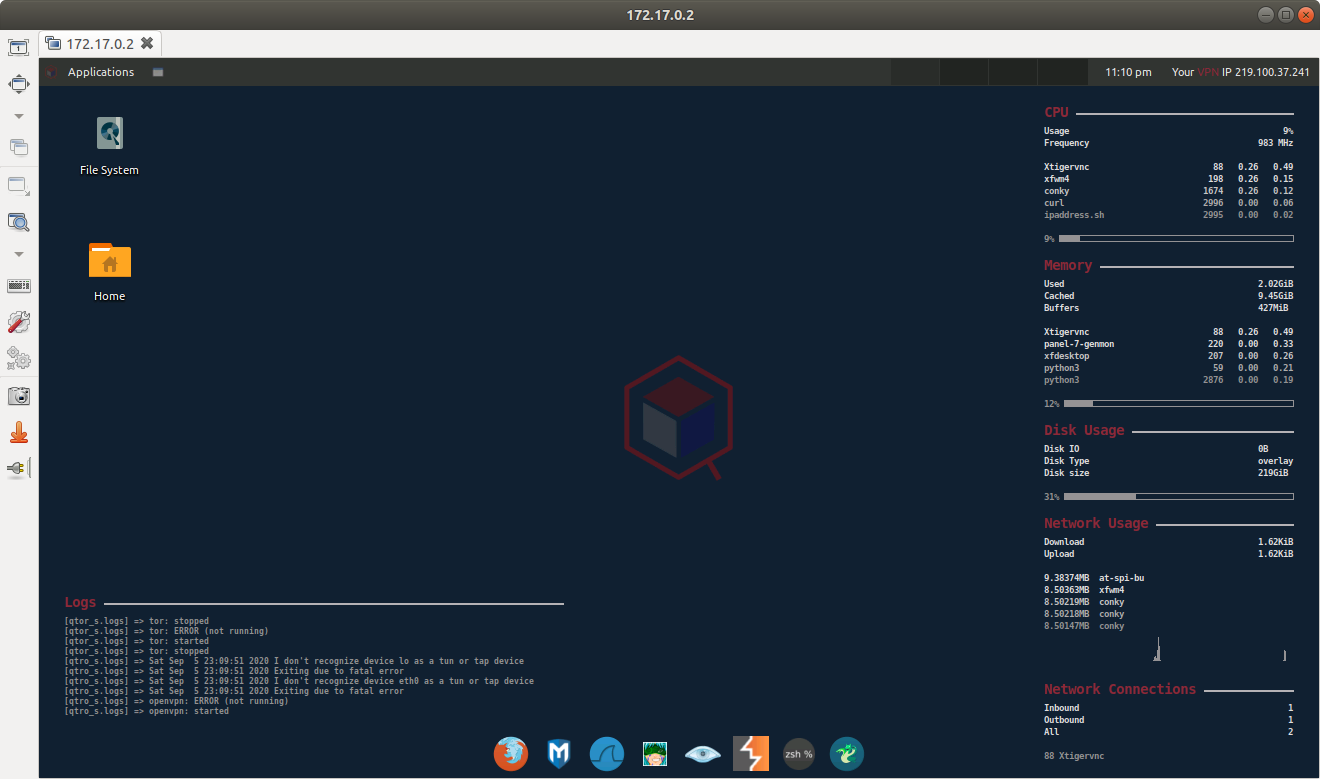 172.17.0.2
172.17.0.2
Applications
11:10 pm Your VPN IP 219.100.37.241
File System
Home
CPU
Usage 9%
Frequency 983 MHz
Xtigervnc 88 0.26 0.49
xfwm4 198 0.26 0.15
conky 1674 0.26 0.12
curl 2996 0.00 0.06
ipaddress.sh 2995 0.00 0.02
9%
Memory
Used 2.02GiB
Cached 9.45GiB
Buffers 427MiB
Xtigervnc 88 0.26 0.49
panel-7-genmon 220 0.00 0.33
xfdesktop 207 0.00 0.26
python3 59 0.00 0.21
python3 2876 0.00 0.19
12%
Disk Usage
Disk IO 0B
Disk Type overlay
Disk size 219GiB
31%
Network Usage
Download 1.62KiB
Upload 1.62KiB
9.38374MB at-spi-bu
8.50363MB xfwm4
8.50219MB conky
8.50218MB conky
8.50147MB conky
Network Connections
Inbound 1
Outbound 1
All 2
88 Xtigervnc
Logs
[qtor_s.logs] => tor: stopped
[qtor_s.logs] => tor: ERROR (not running)
[qtor_s.logs] => tor: started
[qtor_s.logs] => tor: stopped
[qtro_s.logs] => Sat Sep  5 23:09:51 2020 I don't recognize device lo as a tun or tap device
[qtro_s.logs] => Sat Sep  5 23:09:51 2020 Exiting due to fatal error
[qtro_s.logs] => Sat Sep  5 23:09:51 2020 I don't recognize device eth0 as a tun or tap device
[qtro_s.logs] => Sat Sep  5 23:09:51 2020 Exiting due to fatal error
[qtro_s.logs] => openvpn: ERROR (not running)
[qtro_s.logs] => openvpn: started
zsh %